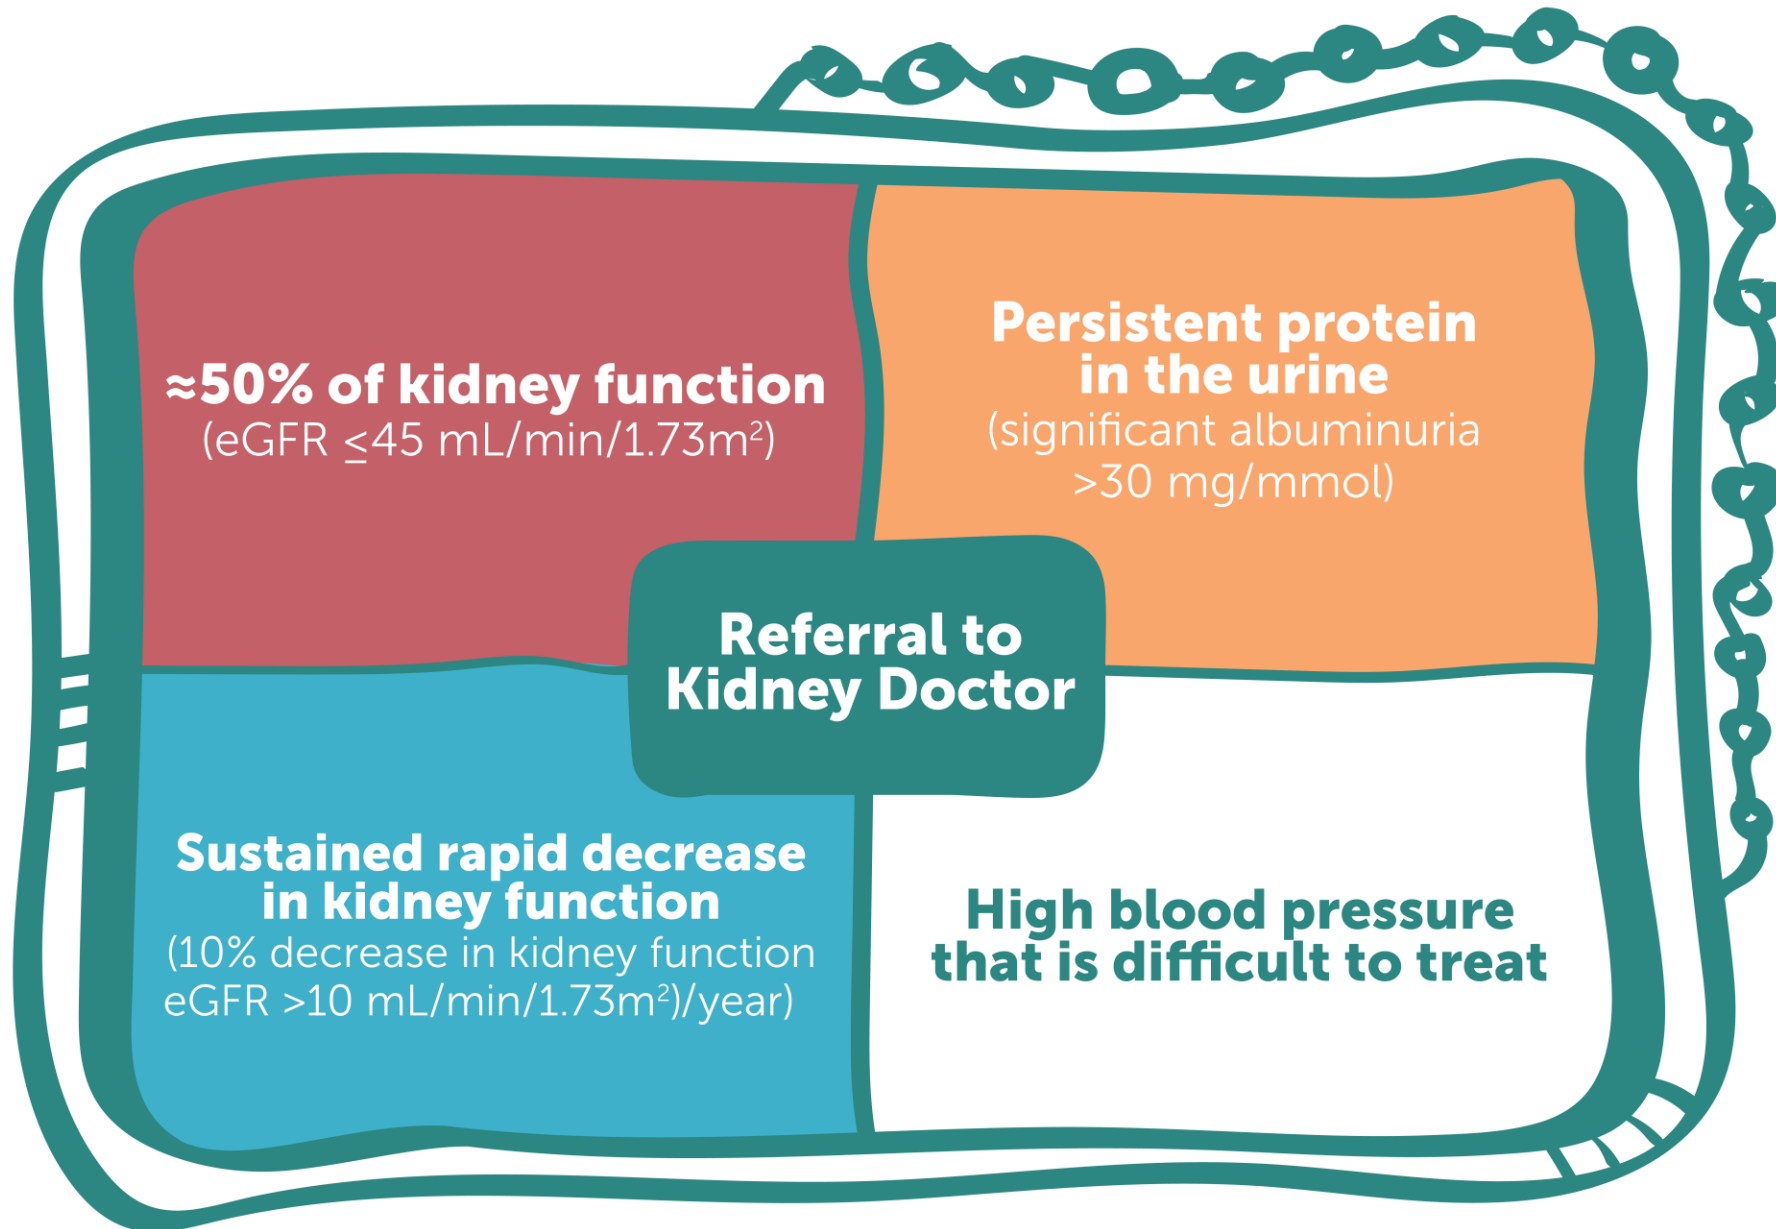 ≈50% of kidney function
(eGFR ≤45 mL/min/1.73m²)
Persistent protein
in the urine
(significant albuminuria
>30 mg/mmol)
Referral to
Kidney Doctor
Sustained rapid decrease
in kidney function
(10% decrease in kidney function
eGFR >10 mL/min/1.73m²)/year)
High blood pressure
that is difficult to treat